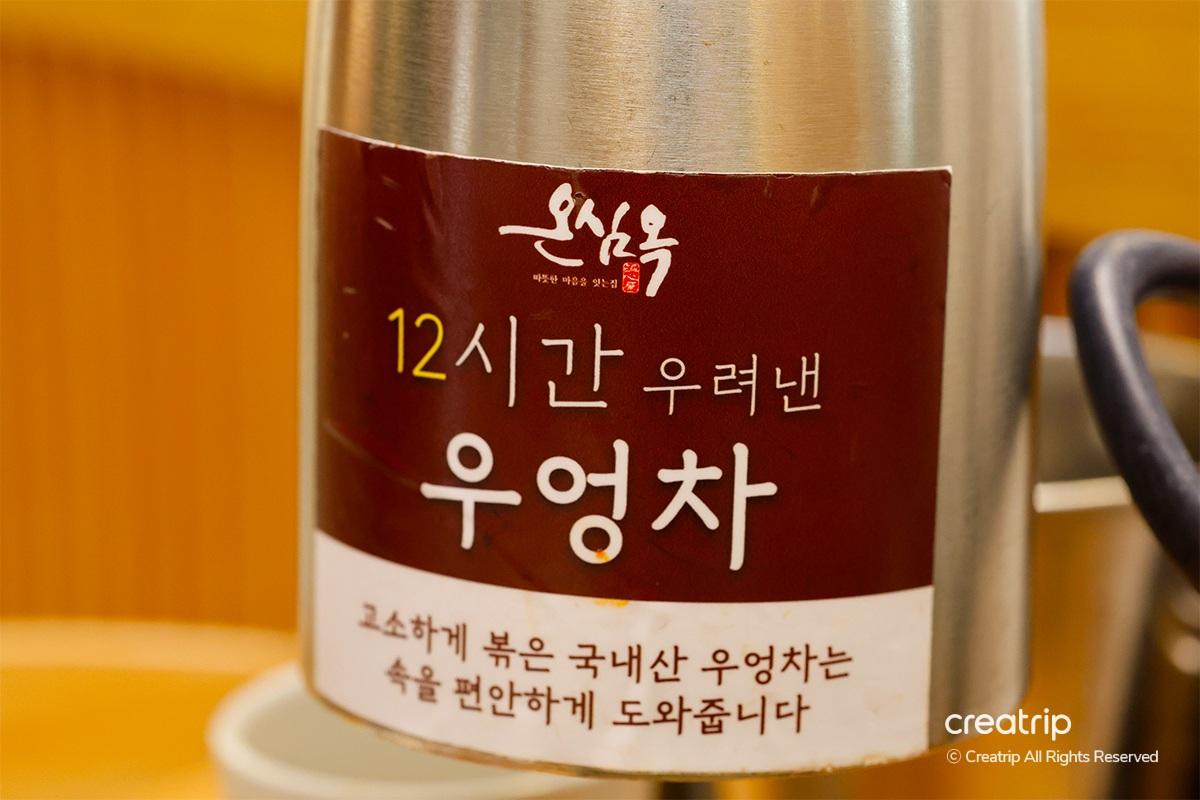 온심옥
따뜻한 마음을 잇는집
12시간 우려낸
우엉차
고소하게 볶은 국내산 우엉차는
속을 편안하게 도와줍니다
creatrip
© Creatrip All Rights Reserved